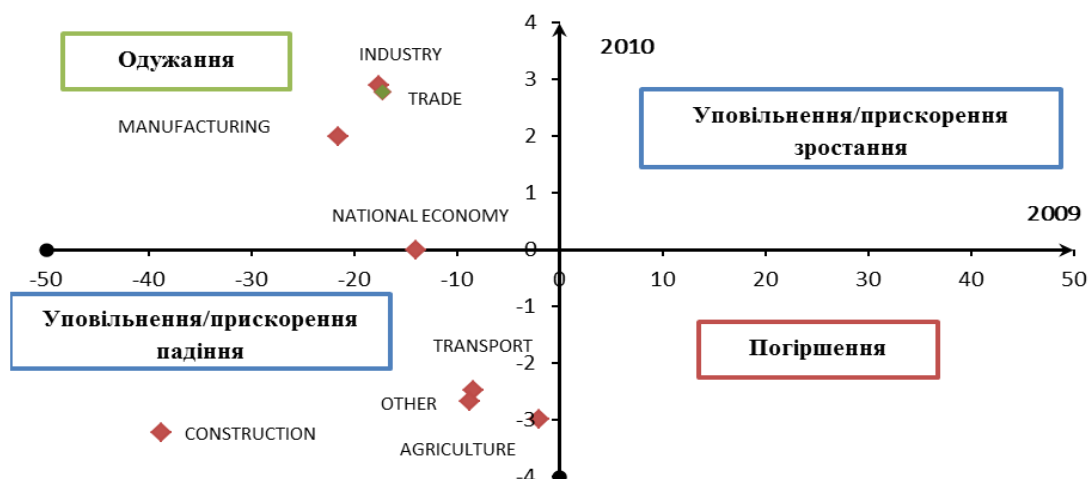 4
INDUSTRY
2010
Одужання
3
TRADE
Уповільнення/прискорення
зростання
MANUFACTURING
2
1
NATIONAL ECONOMY
2009
0
-50
-40
-30
-20
-10
0
10
20
30
40
50
Уповільнення/прискорення
падіння
-1
TRANSPORT
Погіршення
-2
OTHER
-3
CONSTRUCTION
AGRICULTURE
-4